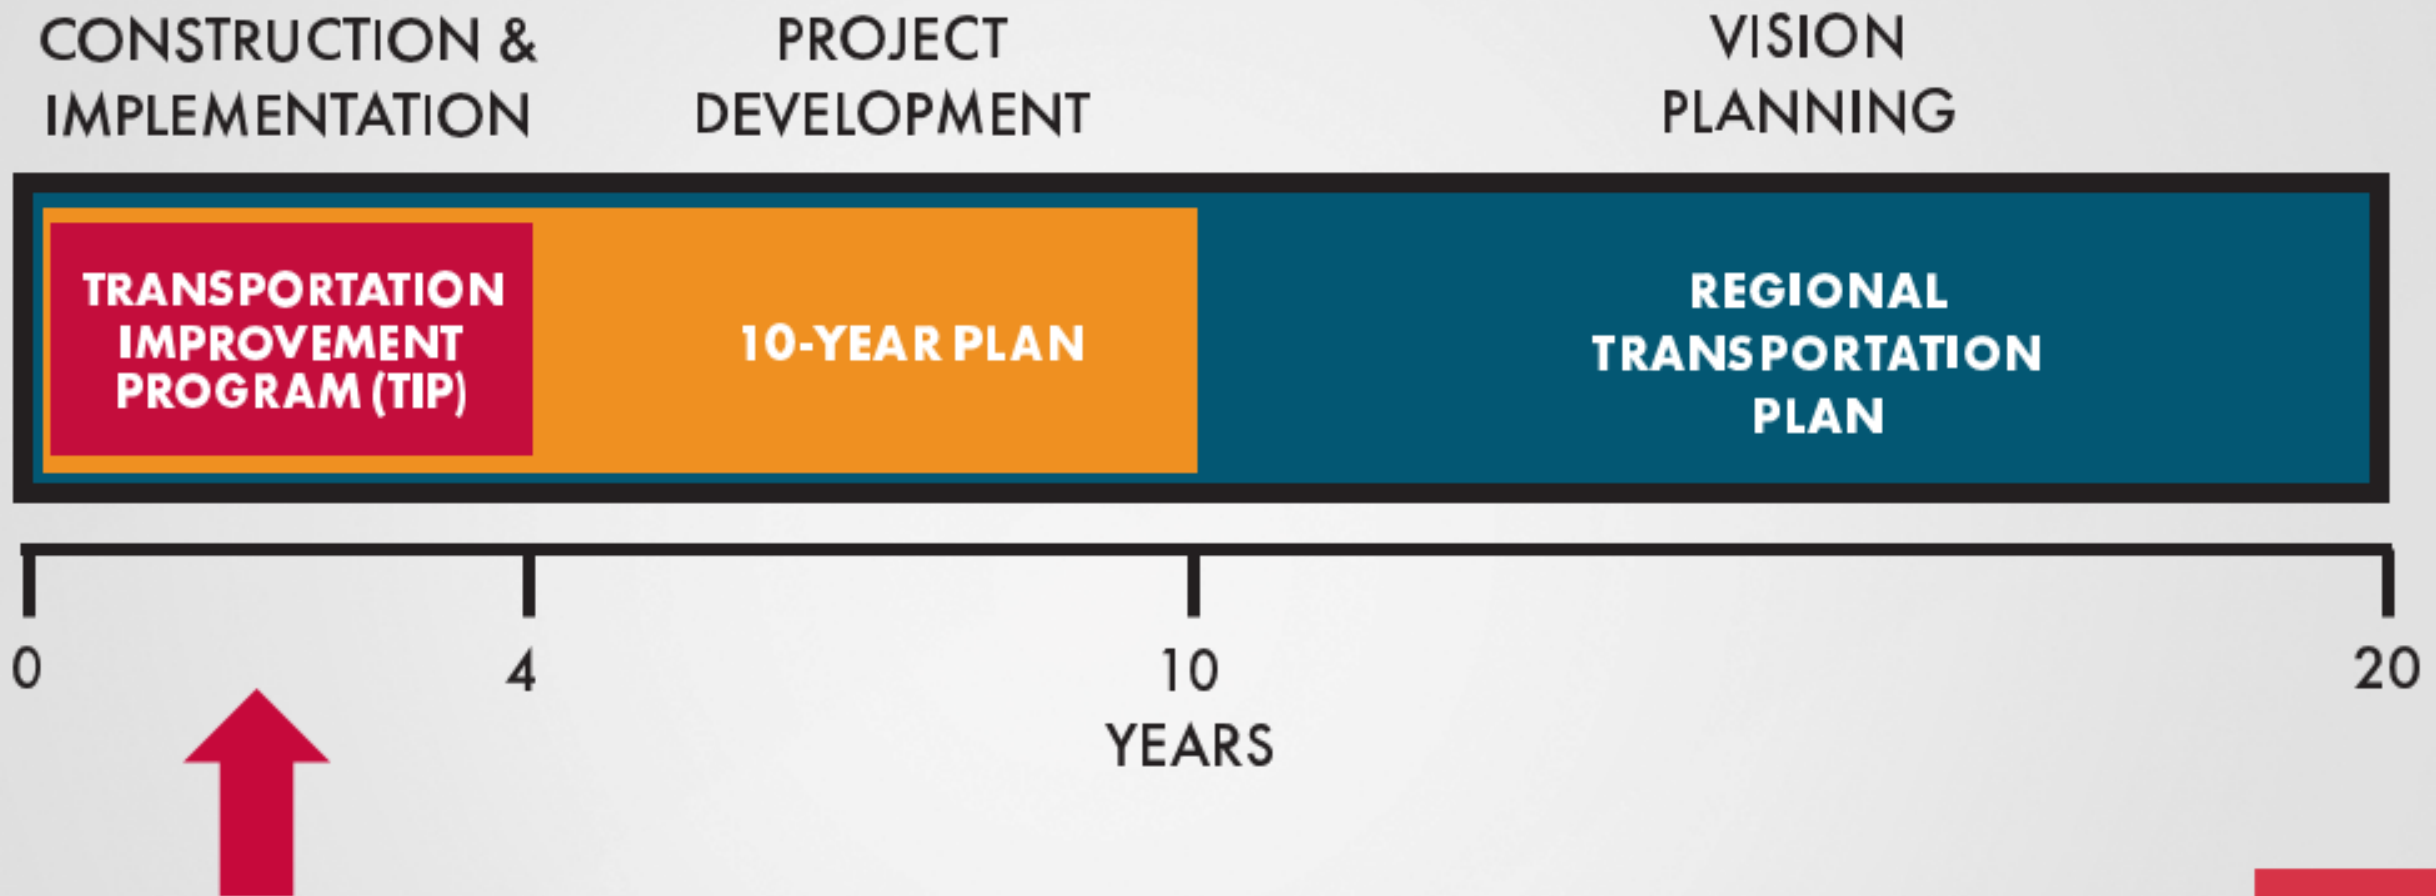 CONSTRUCTION &
IMPLEMENTATION
PROJECT
DEVELOPMENT
VISION
PLANNING
TRANSPORTATION
IMPROVEMENT
PROGRAM (TIP)
10-YEAR PLAN
REGIONAL
TRANSPORTATION
PLAN
0
4
10
20
YEARS